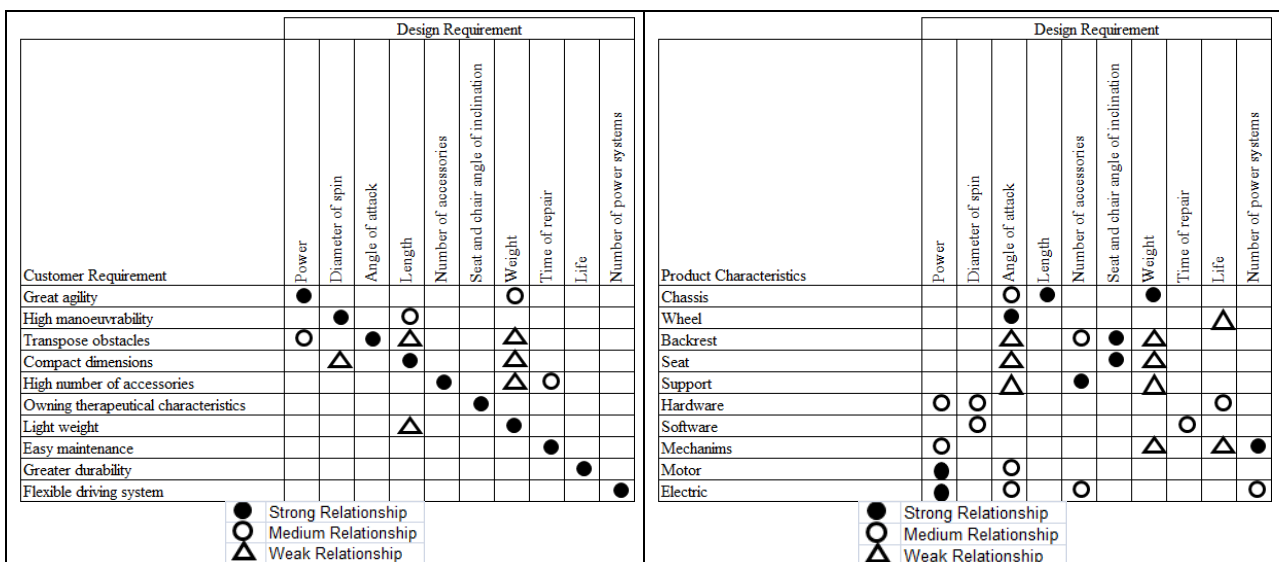 Design Requirement
Customer Requirement
Power
Diameter of spin
Angle of attack
Length
Number of accessories
Seat and chair angle of inclination
Weight
Time of repair
Life
Number of power systems
Great agility
High manoeuvrability
Transpose obstacles
Compact dimensions
High number of accessories
Owning therapeutical characteristics
Light weight
Easy maintenance
Greater durability
Flexible driving system
Strong Relationship
Medium Relationship
Weak Relationship
Design Requirement
Product Characteristics
Power
Diameter of spin
Angle of attack
Length
Number of accessories
Seat and chair angle of inclination
Weight
Time of repair
Life
Number of power systems
Chassis
Wheel
Backrest
Seat
Support
Hardware
Software
Mechanims
Motor
Electric
Strong Relationship
Medium Relationship
Weak Relationship